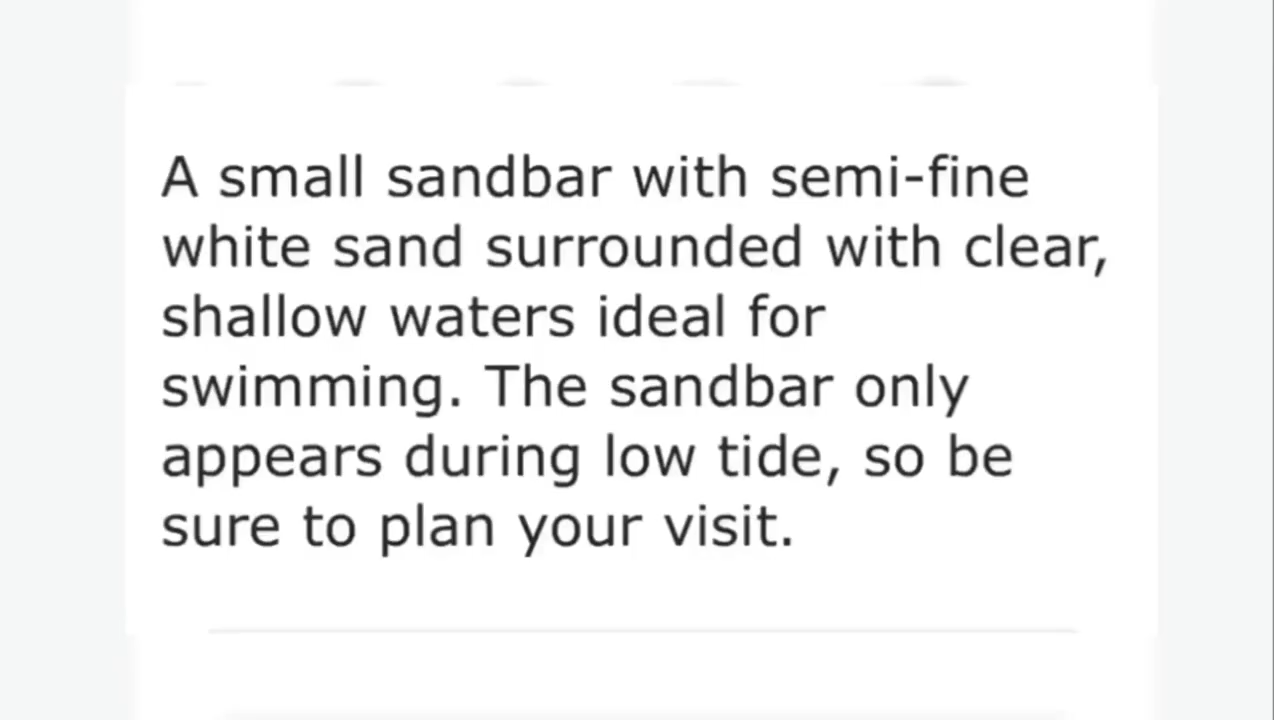 A small sandbar with semi-fine
white sand surrounded with clear,
shallow waters ideal for
swimming. The sandbar only
appears during low tide, so be
sure to plan your visit.